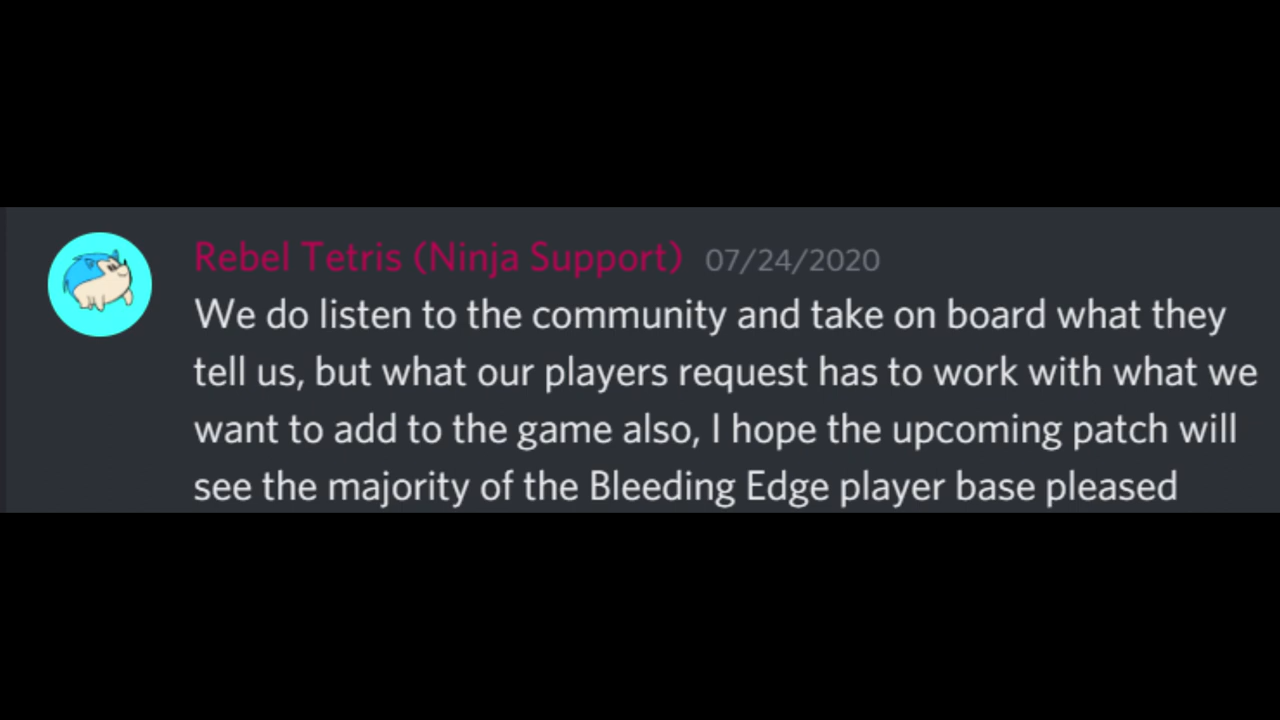 Rebel Tetris (Ninja Support) 07/24/2020
We do listen to the community and take on board what they
tell us, but what our players request has to work with what we
want to add to the game also, I hope the upcoming patch will
see the majority of the Bleeding Edge player base pleased